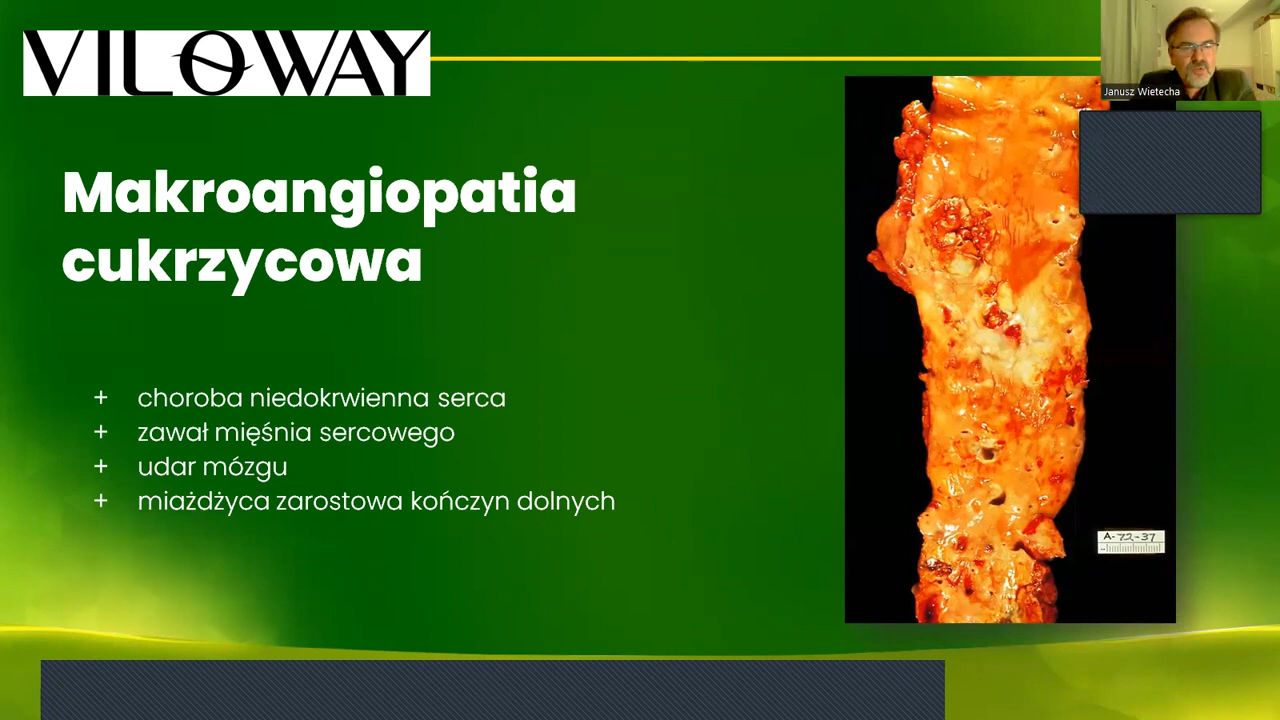 VILOWAY
Janusz Wietecha
Makroangiopatia
cukrzycowa
+ choroba niedokrwienna serca
+ zawał mięśnia sercowego
+ udar mózgu
+ miażdżyca zarostowa kończyn dolnych
A-72-37